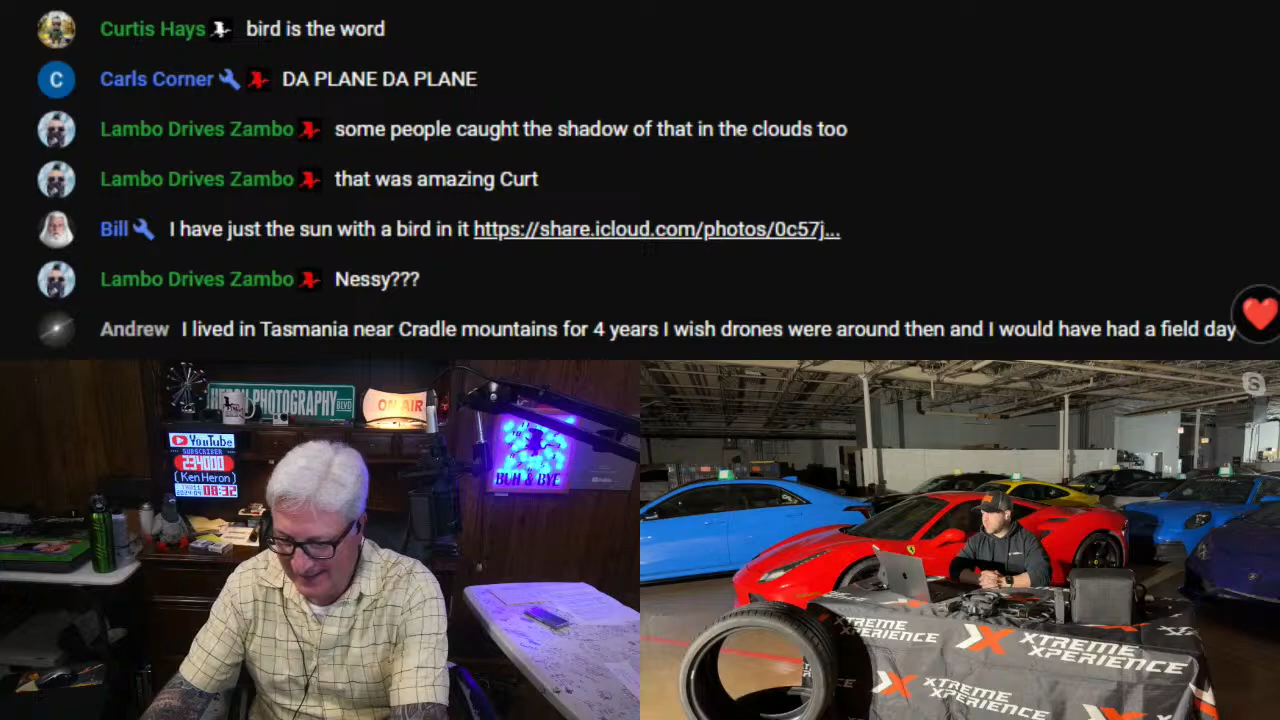 Curtis Hays bird is the word
C Carls Corner DA PLANE DA PLANE
Lambo Drives Zambo some people caught the shadow of that in the clouds too
Lambo Drives Zambo that was amazing Curt
Bill I have just the sun with a bird in it https://share.icloud.com/photos/0c57j...
Lambo Drives Zambo Nessy???
Andrew I lived in Tasmania near Cradle mountains for 4 years I wish drones were around then and I would have had a field day
HERON PHOTOGRAPHY BLVD
ON AIR
YouTube
SUBSCRIBER
234000
(Ken Heron)
BUH & BYE
S
XTREME
XPERIENCE
XTREME
XPERIENCE
XTREME
XPERIENCE